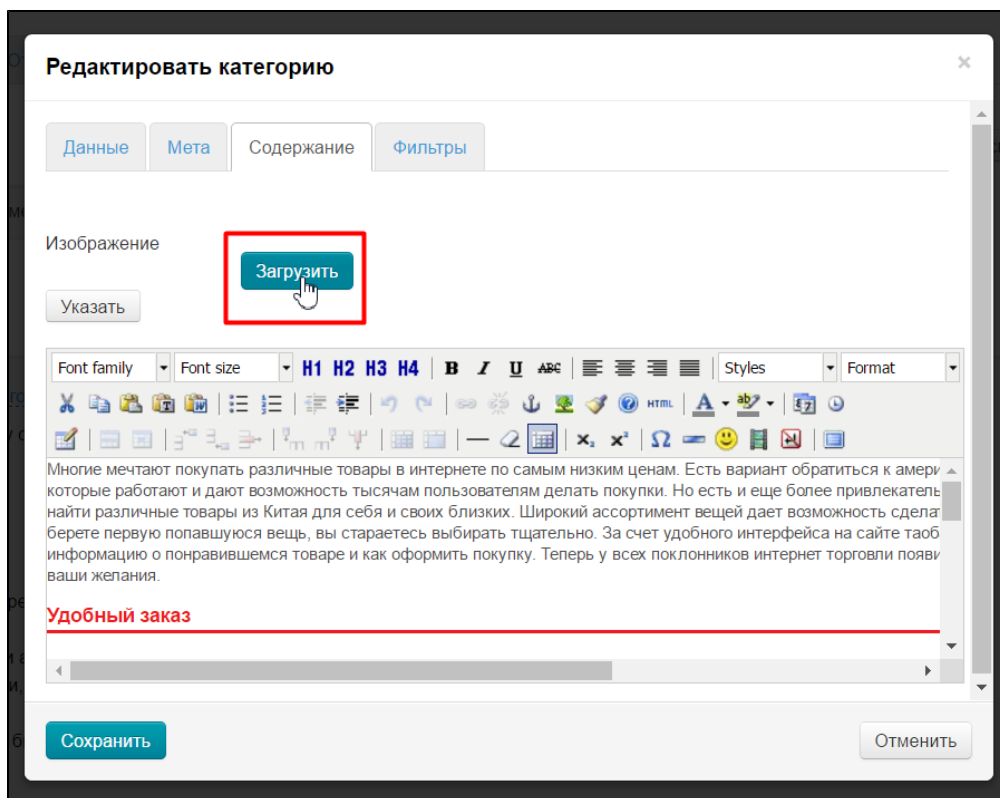 Редактировать категорию
×
Данные Мета Содержание Фильтры
Изображение
Загрузить
Указать
Font family Font size H1 H2 H3 H4 B I U ABC Styles Format
HTML A ab
Многие мечтают покупать различные товары в интернете по самым низким ценам. Есть вариант обратиться к амери
которые работают и дают возможность тысячам пользователям делать покупки. Но есть и еще более привлекатель
найти различные товары из Китая для себя и своих близких. Широкий ассортимент вещей дает возможность сделат
берете первую попавшуюся вещь, вы стараетесь выбирать тщательно. За счет удобного интерфейса на сайте таоб
информацию о понравившемся товаре и как оформить покупку. Теперь у всех поклонников интернет торговли появи
ваши желания.
Удобный заказ
Сохранить Отменить